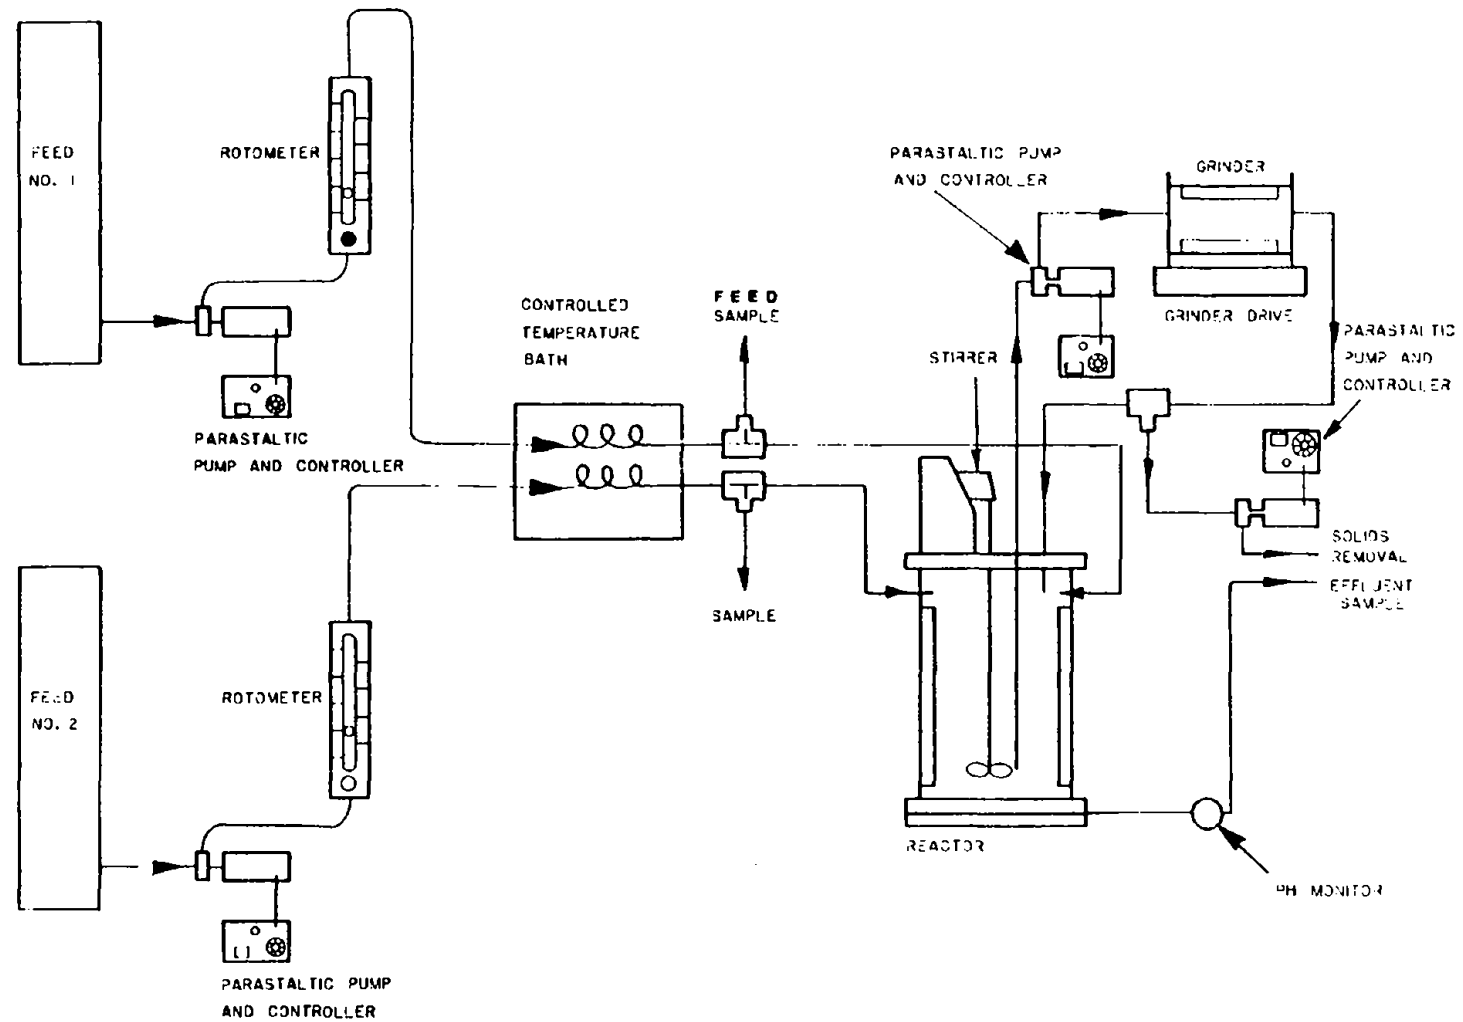 FEED
NO. 1
ROTOMETER
PARASTALTIC
PUMP AND CONTROLLER
CONTROLLED
TEMPERATURE
BATH
FEED
SAMPLE
STIRRER
PARASTALTIC PUMP
AND CONTROLLER
GRINDER
GRINDER DRIVE
PARASTALTIC
PUMP AND
CONTROLLER
SOLIDS
REMOVAL
EFFLUENT
SAMPLE
SAMPLE
FEED
NO. 2
ROTOMETER
REACTOR
PH MONITOR
PARASTALTIC PUMP
AND CONTROLLER